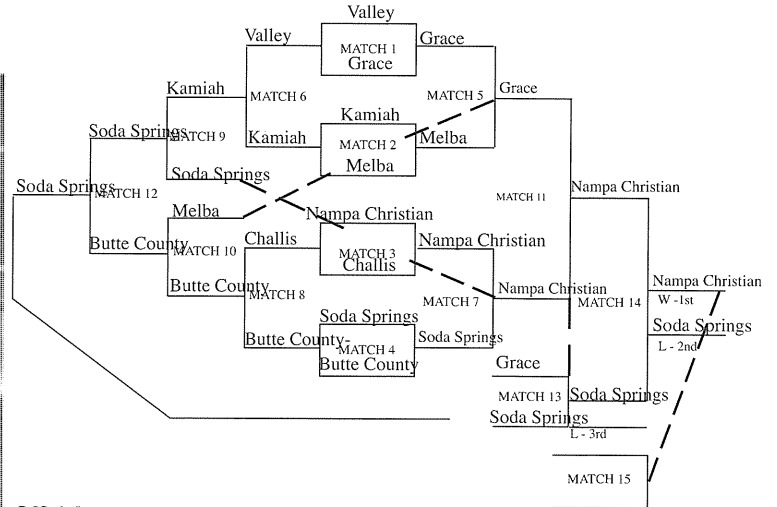 Valley
Valley
Grace
MATCH 1
Grace
Kamiah
Grace
MATCH 6
MATCH 5
Kamiah
Soda Springs
MATCH 9
Kamiah
MATCH 2
Melba
Melba
Soda Springs
Soda Springs
MATCH 12
MATCH 11
Nampa Christian
Melba
Nampa Christian
Butte County
MATCH 10
Challis
MATCH 3
Nampa Christian
Challis
Butte County
MATCH 8
MATCH 7
Nampa Christian
MATCH 14
Nampa Christian
W -1st
Soda Springs
Butte County-
MATCH 4
Soda Springs
Soda Springs
L - 2nd
Butte County
Grace
MATCH 13
Soda Springs
Soda Springs
L - 3rd
MATCH 15